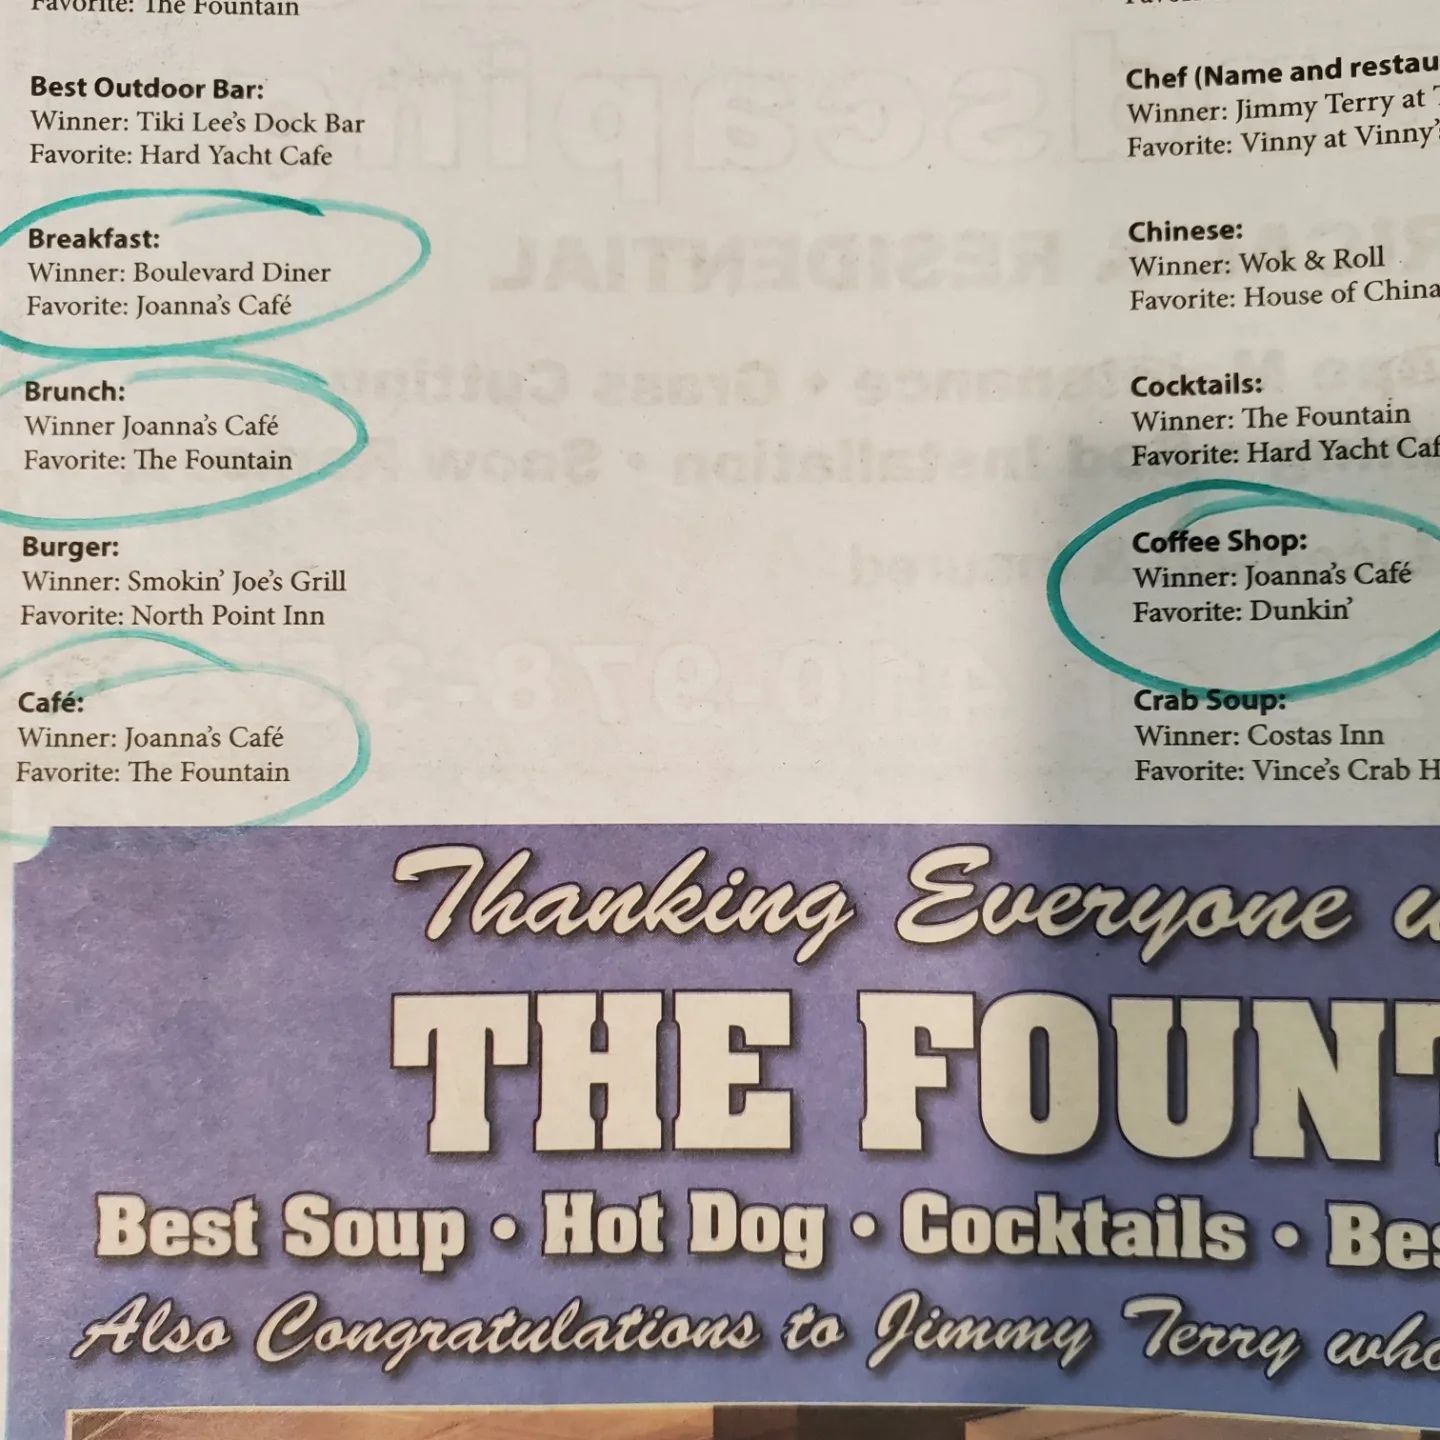 Favorite: The Fountain
Best Outdoor Bar:
Winner: Tiki Lee's Dock Bar
Favorite: Hard Yacht Cafe
Breakfast:
Winner: Boulevard Diner
Favorite: Joanna's Café
Brunch:
Winner Joanna's Café
Favorite: The Fountain
Burger:
Winner: Smokin' Joe's Grill
Favorite: North Point Inn
Café:
Winner: Joanna's Café
Favorite: The Fountain
Chef (Name and
Winner: Jimmy Terry at
Favorite: Vinny at Vinny's
Chinese:
Winner: Wok & Roll
Favorite: House of China
Cocktails:
Winner: The Fountain
Favorite: Hard Yacht
Coffee Shop:
Winner: Joanna's Café
Favorite: Dunkin'
Crab Soup:
Winner: Costas Inn
Favorite: Vince's Crab
Thanking Everyone
THE
Best Soup • Hot Dog • Cocktails •
Also Congratulations to Jimmy Terry who